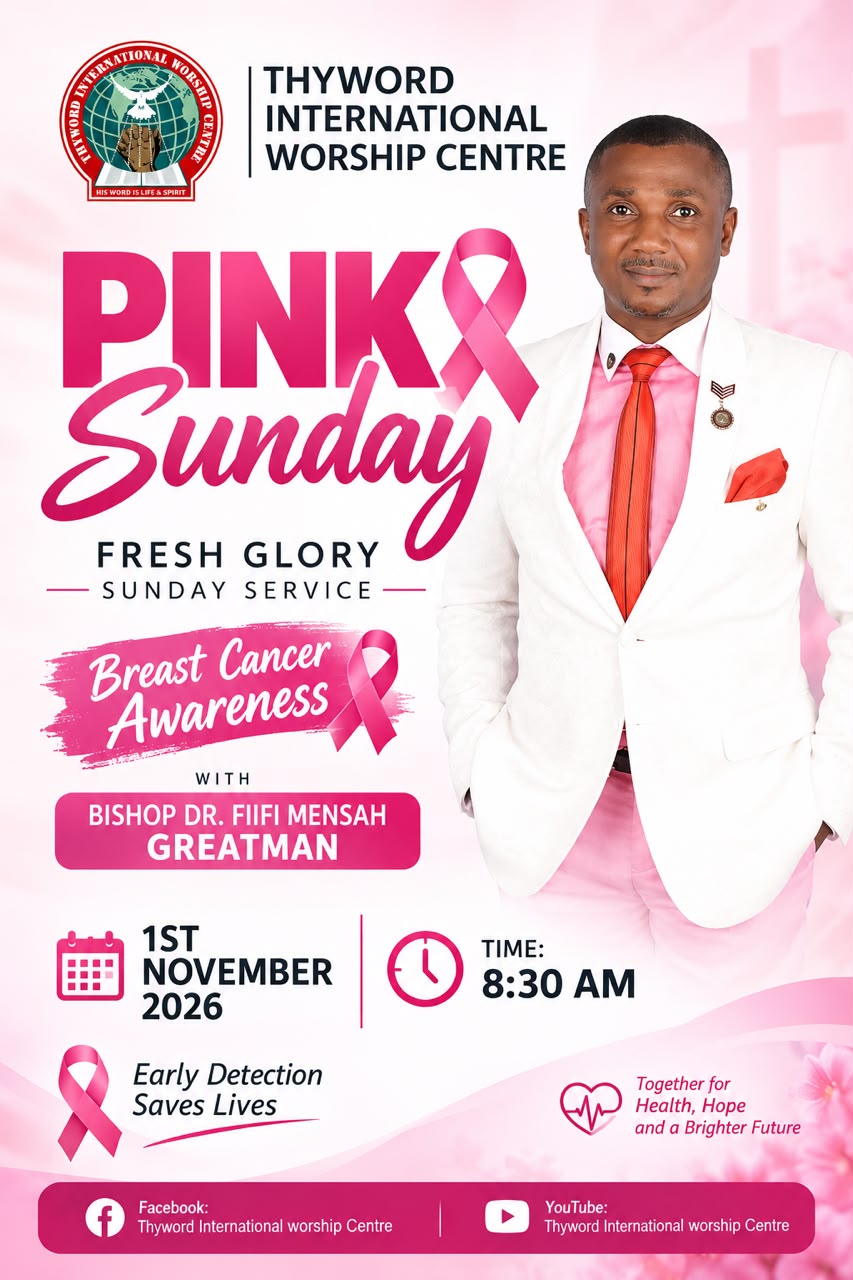 THYWORD INTERNATIONAL WORSHIP CENTRE
HIS WORD IS LIFE & SPIRIT
THYWORD
INTERNATIONAL
WORSHIP CENTRE
PINK
Sunday
FRESH GLORY
SUNDAY SERVICE
Breast Cancer
Awareness
WITH
BISHOP DR. FIIFI MENSAH
GREATMAN
1ST
NOVEMBER
2026
TIME:
8:30 AM
Early Detection
Saves Lives
Together for
Health, Hope
and a Brighter Future
Facebook:
Thyword International worship Centre
YouTube:
Thyword International worship Centre